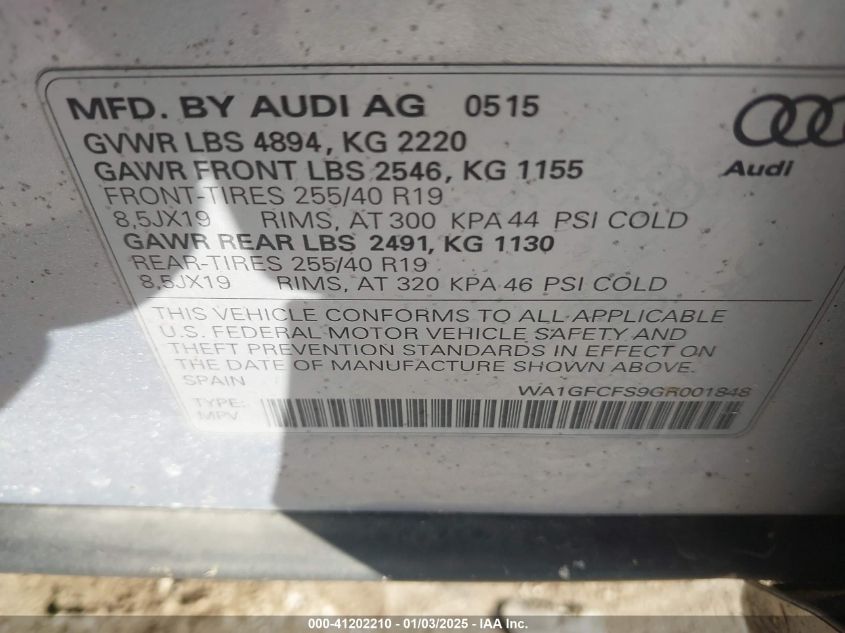 MFD. BY AUDI AG 0515
GVWR LBS 4894, KG 2220
GAWR FRONT LBS 2546, KG 1155
FRONT-TIRES 255/40 R19
8,5JX19 RIMS, AT 300 KPA 44 PSI COLD
GAWR REAR LBS 2491, KG 1130
REAR-TIRES 255/40 R19
8,5JX19 RIMS, AT 320 KPA 46 PSI COLD
Audi
THIS VEHICLE CONFORMS TO ALL APPLICABLE
U.S. FEDERAL MOTOR VEHICLE SAFETY AND
THEFT PREVENTION STANDARDS IN EFFECT ON
THE DATE OF MANUFACTURE SHOWN ABOVE.
SPAIN WA1GFCFS9GR001848
TYPE:
MPV
000-41202210 - 01/03/2025 - IAA Inc.